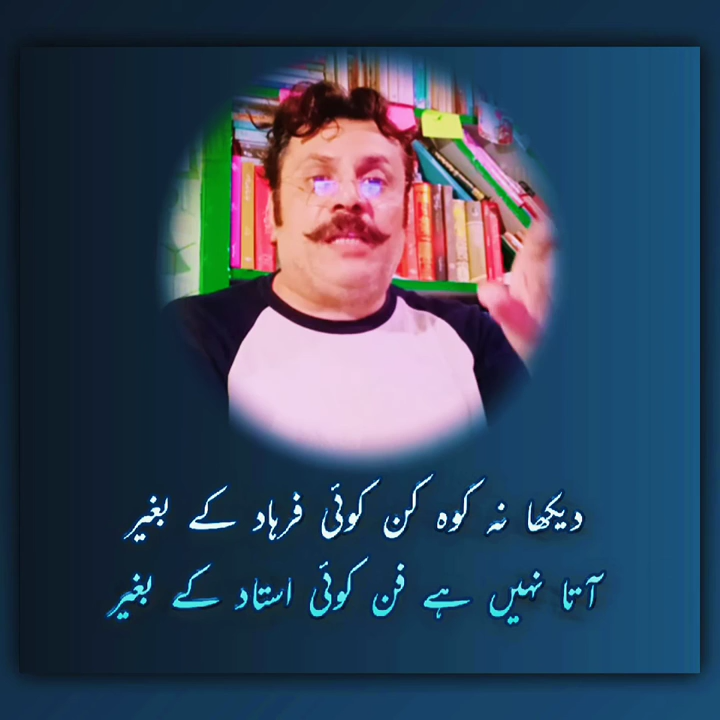 دیکھا نہ کوہ کن کوئی فرہاد کے بغیر
آتا نہیں ہے فن کوئی استاد کے بغیر